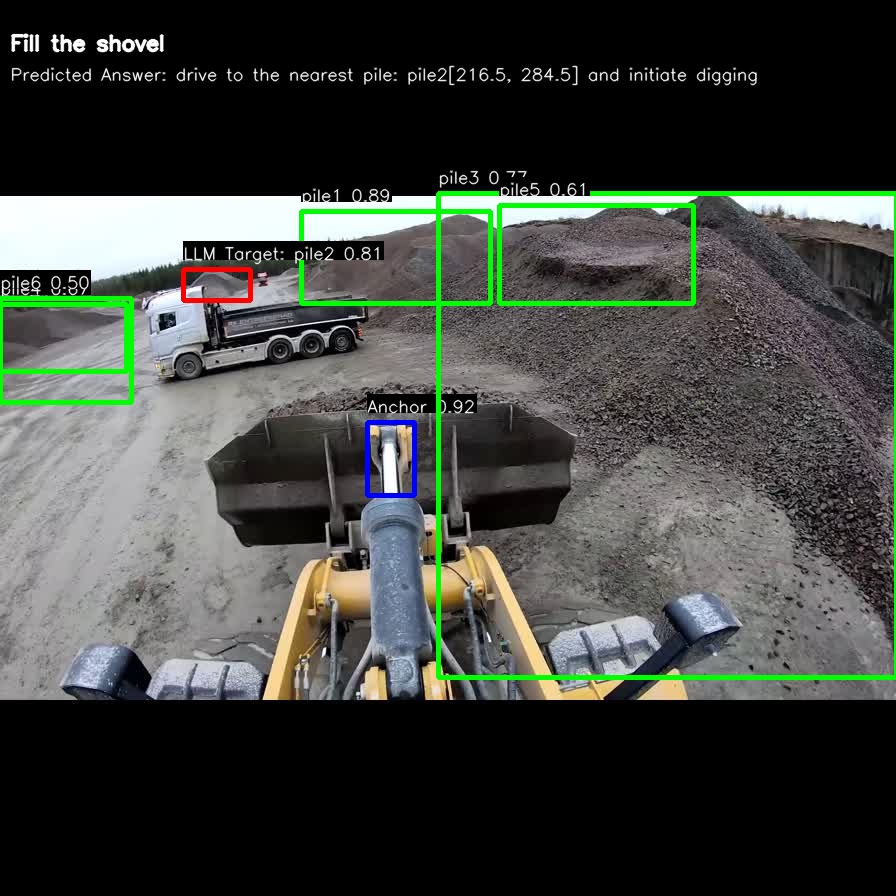 Fill the shovel
Predicted Answer: drive to the nearest pile: pile2[216.5, 284.5] and initiate digging
pile3 0.77
pile5 0.61
pile1 0.89
LLM Target: pile2 0.81
pile6 0.50
Anchor 0.92